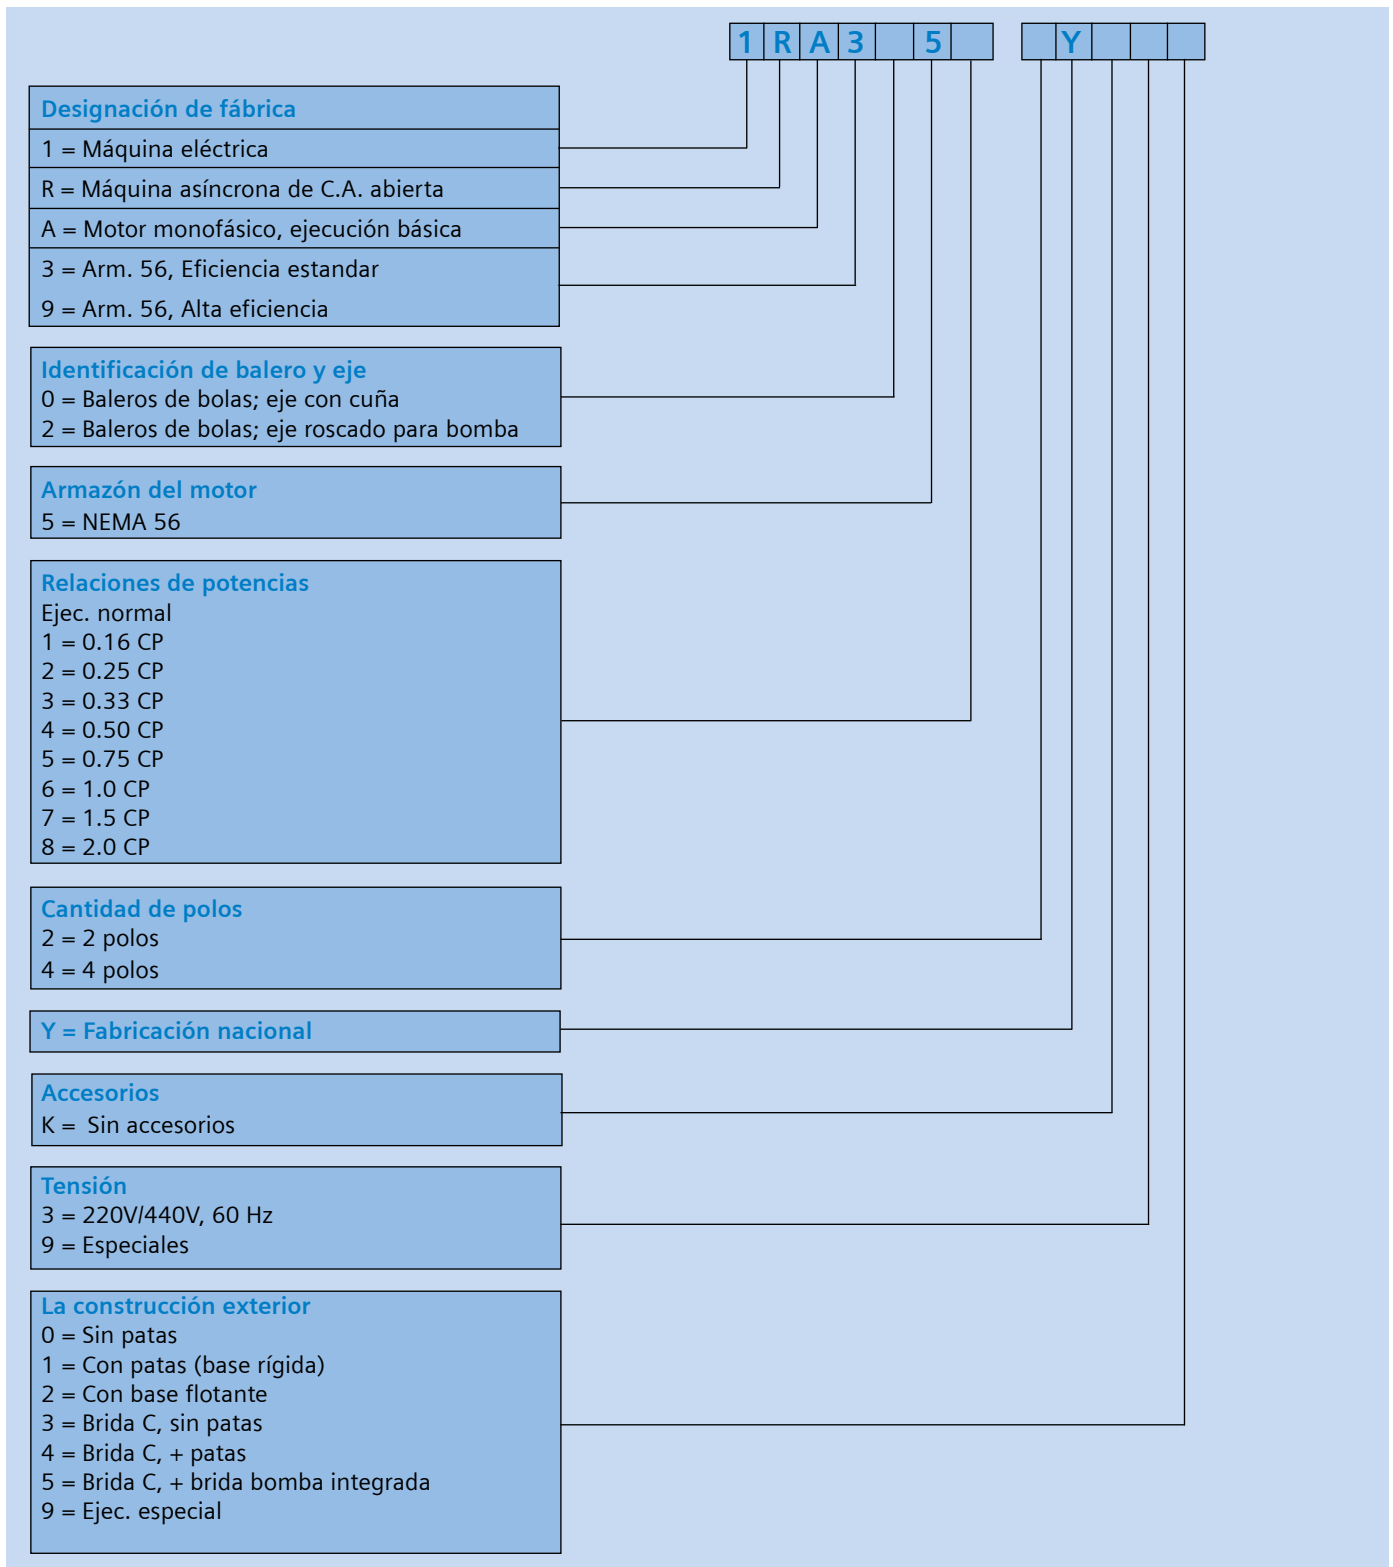 1 R A 3 5 Y
Designación de fábrica
1 = Máquina eléctrica
R = Máquina asíncrona de C.A. abierta
A = Motor monofásico, ejecución básica
3 = Arm. 56, Eficiencia estandar
9 = Arm. 56, Alta eficiencia
Identificación de balero y eje
0 = Baleros de bolas; eje con cuña
2 = Baleros de bolas; eje roscado para bomba
Armazón del motor
5 = NEMA 56
Relaciones de potencias
Ejec. normal
1 = 0.16 CP
2 = 0.25 CP
3 = 0.33 CP
4 = 0.50 CP
5 = 0.75 CP
6 = 1.0 CP
7 = 1.5 CP
8 = 2.0 CP
Cantidad de polos
2 = 2 polos
4 = 4 polos
Y = Fabricación nacional
Accesorios
K = Sin accesorios
Tensión
3 = 220V/440V, 60 Hz
9 = Especiales
La construcción exterior
0 = Sin patas
1 = Con patas (base rígida)
2 = Con base flotante
3 = Brida C, sin patas
4 = Brida C, + patas
5 = Brida C, + brida bomba integrada
9 = Ejec. especial